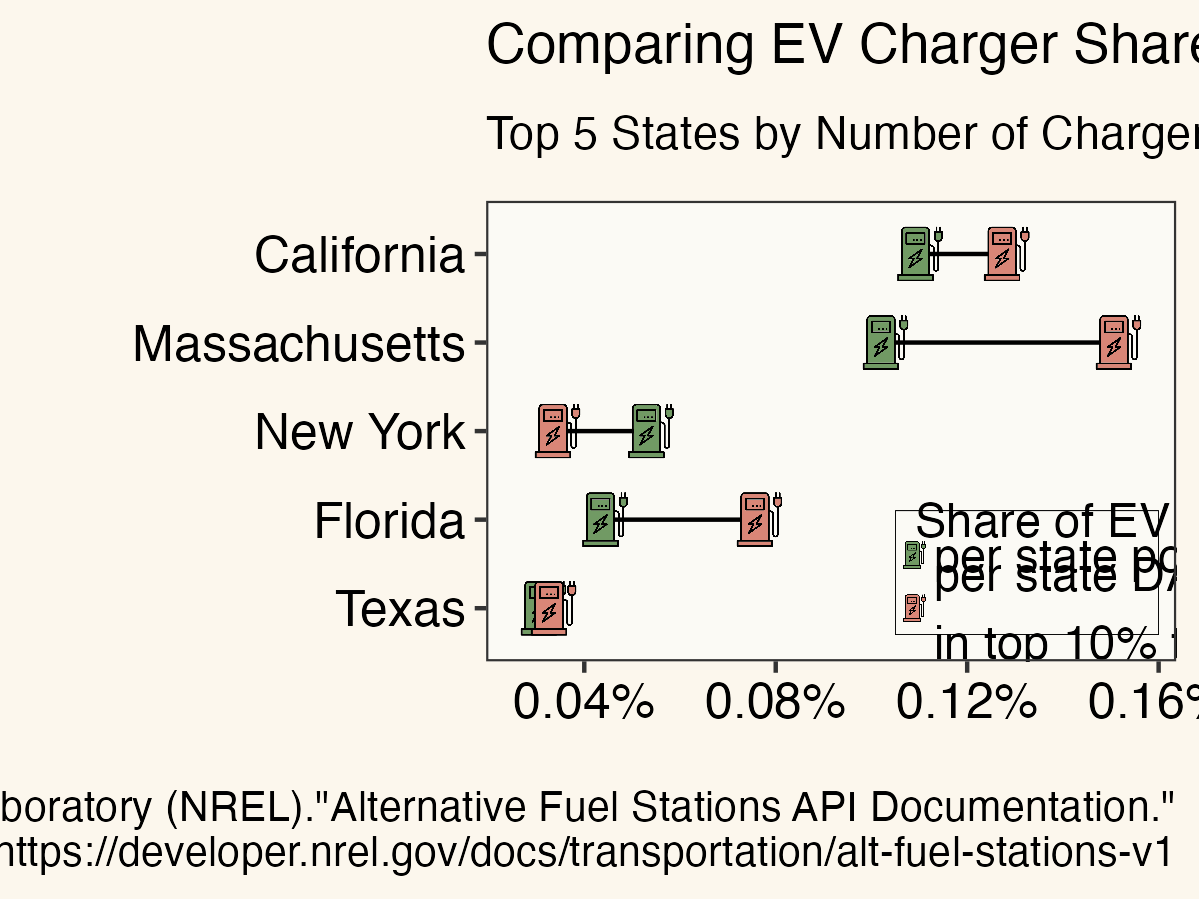 Comparing EV Charger Share
Top 5 States by Number of Charger
California
Massachusetts
New York
Florida
Texas
Share of EV
per state po
per state DA
in top 10%
0.04% 0.08% 0.12% 0.16%
boratory (NREL)."Alternative Fuel Stations API Documentation."
https://developer.nrel.gov/docs/transportation/alt-fuel-stations-v1